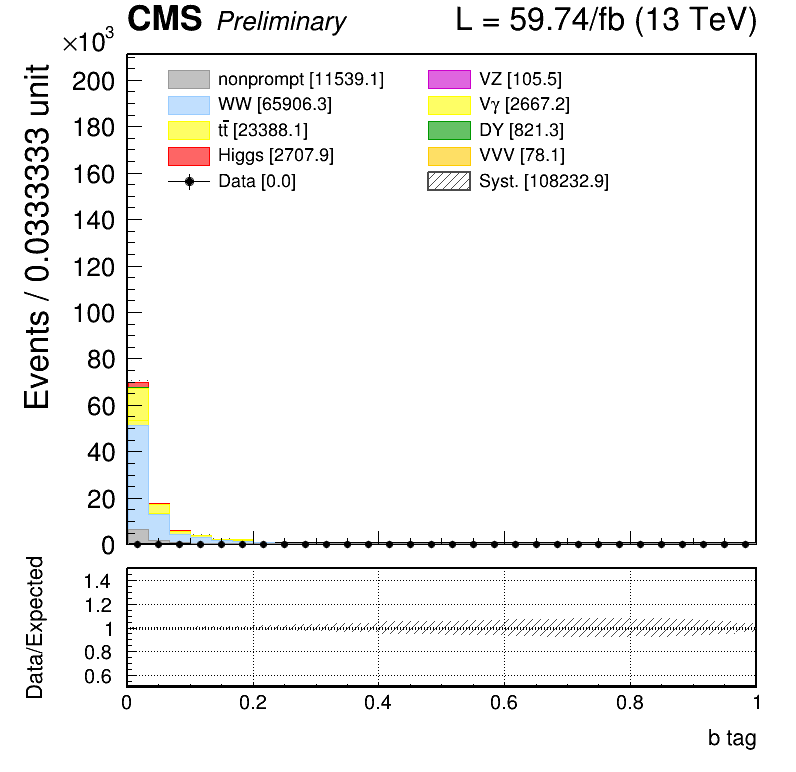 CMS Preliminary L = 59.74/fb (13 TeV)
×10³
nonprompt [11539.1] VZ [105.5]
WW [65906.3] Vγ [2667.2]
tt̄ [23388.1] DY [821.3]
Higgs [2707.9] VVV [78.1]
Data [0.0] Syst. [108232.9]
Events / 0.0333333 unit
200
180
160
140
120
100
80
60
40
20
0
Data/Expected
1.4
1.2
1
0.8
0.6
0 0.2 0.4 0.6 0.8 1
b tag